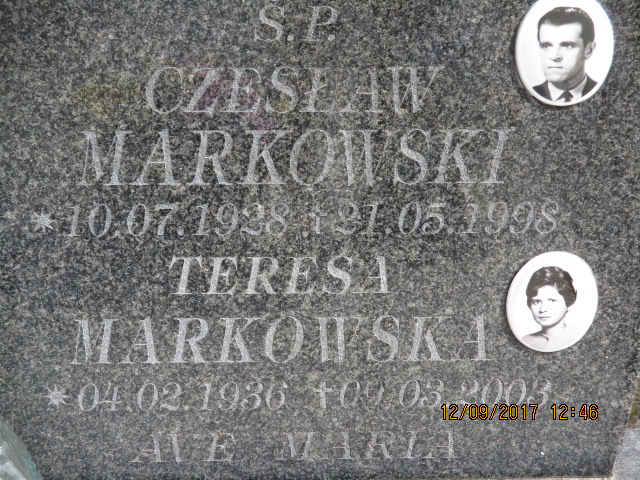 Ś.P.
CZESŁAW
MARKOWSKI
*10.07.1928 +21.05.1998
TERESA
MARKOWSKA
*04.02.1936 +09.03.2003
AVE MARIA
12/09/2017 12:46